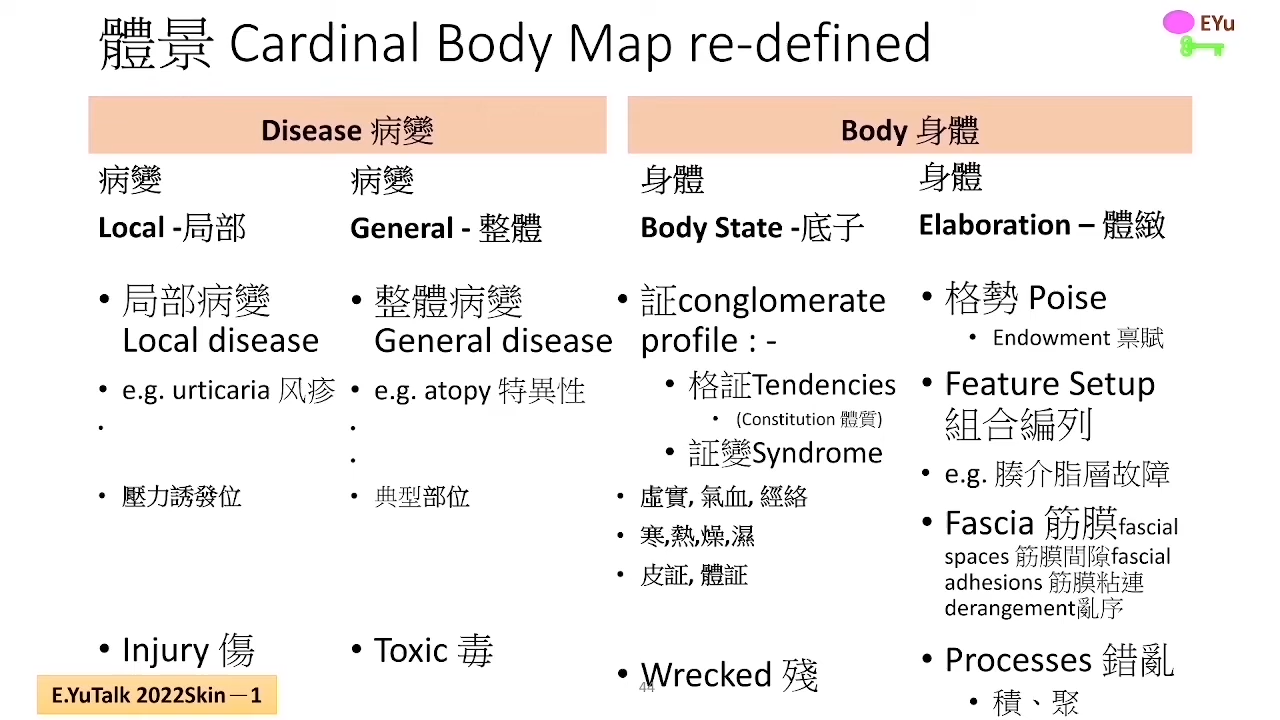 體景 Cardinal Body Map re-defined
EYu
Disease 病變
Body 身體
病變
Local -局部
• 局部病變
Local disease
• e.g. urticaria 风疹
•
• 壓力誘發位
• Injury 傷
病變
General - 整體
• 整體病變
General disease
• e.g. atopy 特異性
•
•
• 典型部位
• Toxic 毒
身體
Body State -底子
• 証conglomerate
profile : -
• 格証Tendencies
• (Constitution 體質)
• 証變Syndrome
• 虛實, 氣血, 經絡
• 寒,熱,燥,濕
• 皮証, 體証
• Wrecked 殘
身體
Elaboration – 體緻
• 格勢 Poise
• Endowment 禀賦
• Feature Setup
組合編列
• e.g. 腠介脂層故障
• Fascia 筋膜fascial
spaces 筋膜間隙fascial
adhesions 筋膜粘連
derangement亂序
• Processes 錯亂
• 積、聚
E.YuTalk 2022Skin－1
44